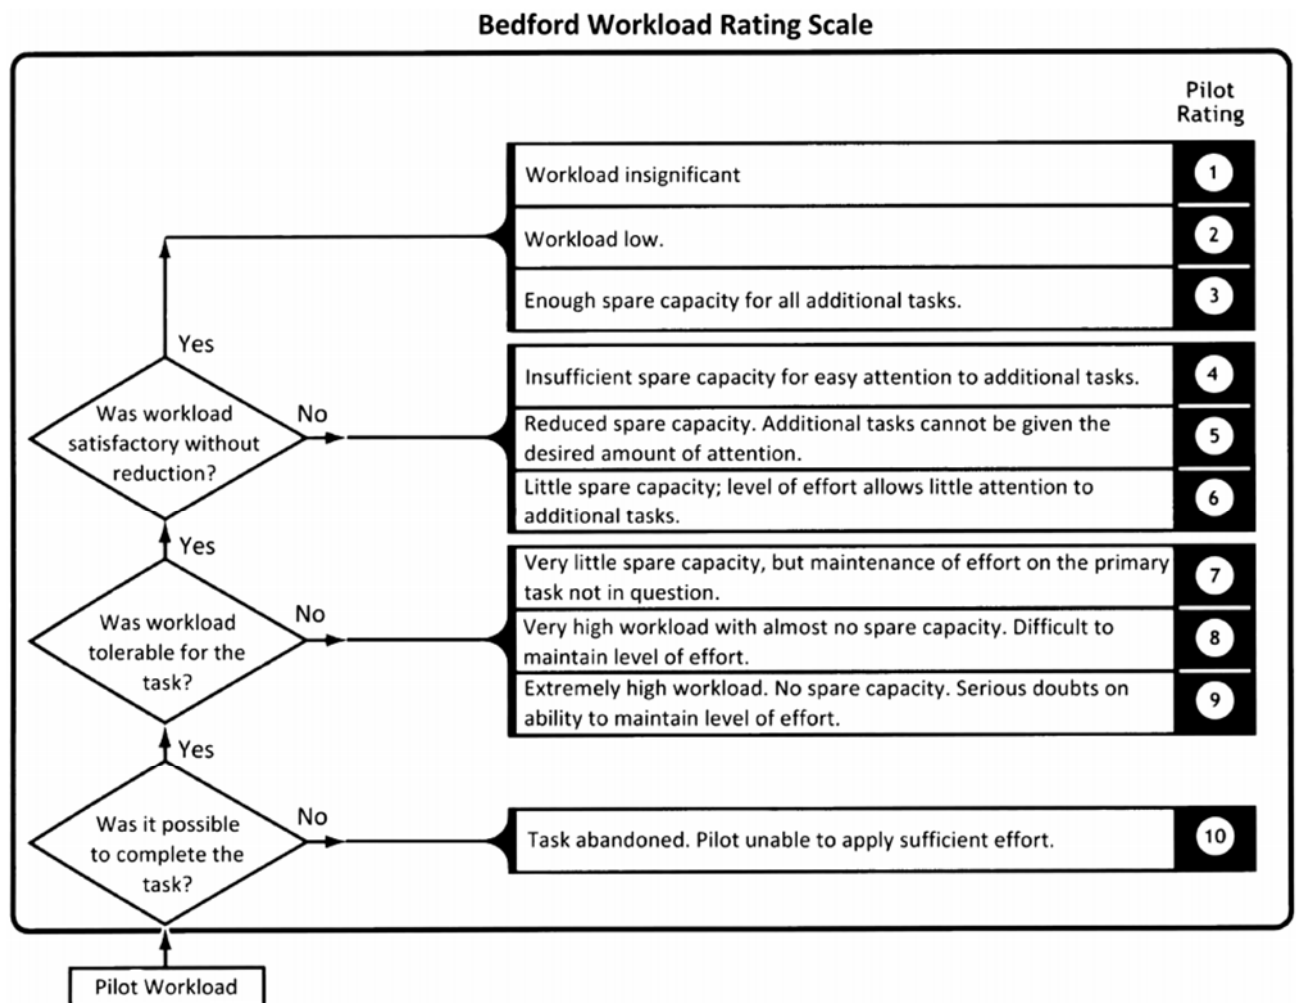 Bedford Workload Rating Scale
Pilot
Rating
Workload insignificant
1
Workload low.
2
Enough spare capacity for all additional tasks.
3
Yes
Was workload
satisfactory without
reduction?
No
Insufficient spare capacity for easy attention to additional tasks.
4
Reduced spare capacity. Additional tasks cannot be given the
desired amount of attention.
5
Little spare capacity; level of effort allows little attention to
additional tasks.
6
Yes
Was workload
tolerable for the
task?
No
Very little spare capacity, but maintenance of effort on the primary
task not in question.
7
Very high workload with almost no spare capacity. Difficult to
maintain level of effort.
8
Extremely high workload. No spare capacity. Serious doubts on
ability to maintain level of effort.
9
Yes
Was it possible
to complete the
task?
No
Task abandoned. Pilot unable to apply sufficient effort.
10
Pilot Workload